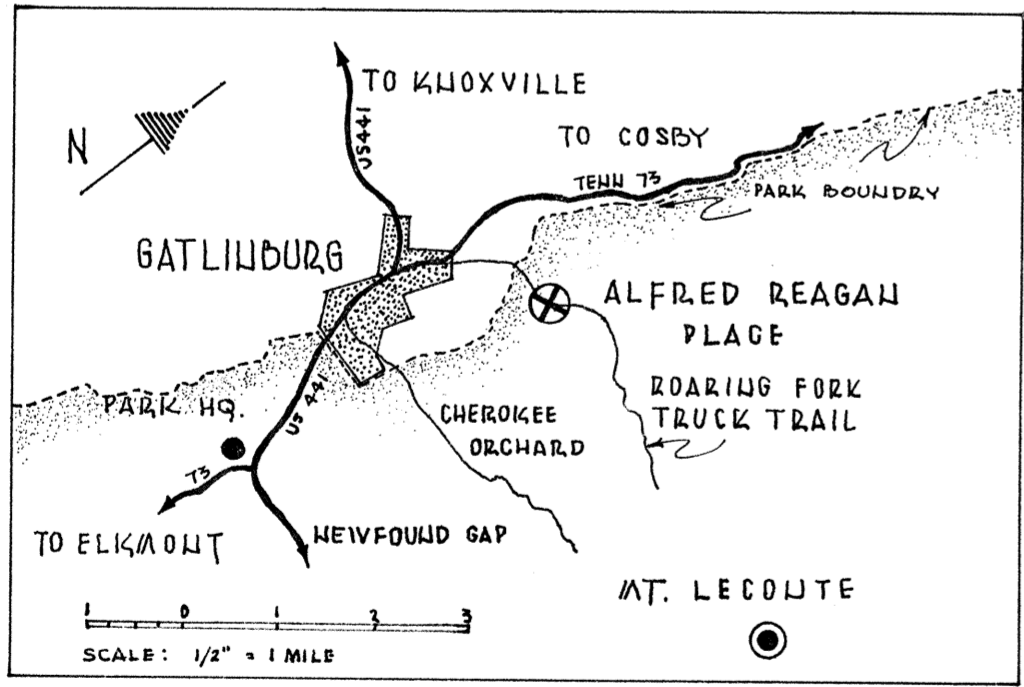 TO KNOXVILLE
US 441
N
TO COSBY
TENN 73
PARK BOUNDRY
GATLINBURG
ALFRED REAGAN
PLACE
ROARING FORK
TRUCK TRAIL
PARK HQ.
US 441
CHEROKEE
ORCHARD
73
TO ELKMONT
NEWFOUND GAP
MT. LECONTE
1 0 1 2 3
SCALE: 1/2" = 1 MILE